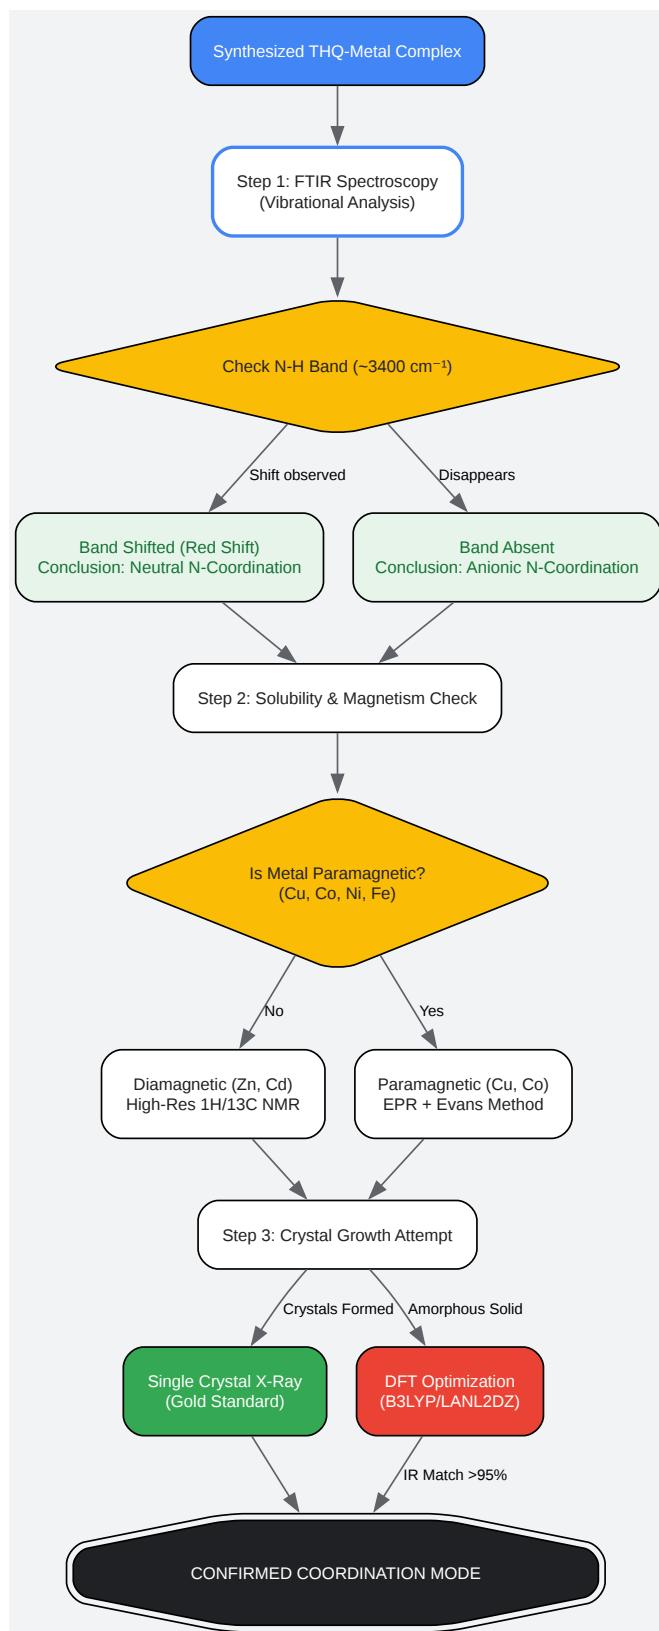 Synthesized THQ-Metal Complex
Step 1: FTIR Spectroscopy
(Vibrational Analysis)
Check N-H Band (~3400 cm⁻¹)
Shift observed
Disappears
Band Shifted (Red Shift)
Conclusion: Neutral N-Coordination
Band Absent
Conclusion: Anionic N-Coordination
Step 2: Solubility & Magnetism Check
Is Metal Paramagnetic?
(Cu, Co, Ni, Fe)
No
Yes
Diamagnetic (Zn, Cd)
High-Res 1H/13C NMR
Paramagnetic (Cu, Co)
EPR + Evans Method
Step 3: Crystal Growth Attempt
Crystals Formed
Amorphous Solid
Single Crystal X-Ray
(Gold Standard)
DFT Optimization
(B3LYP/LANL2DZ)
IR Match >95%
CONFIRMED COORDINATION MODE